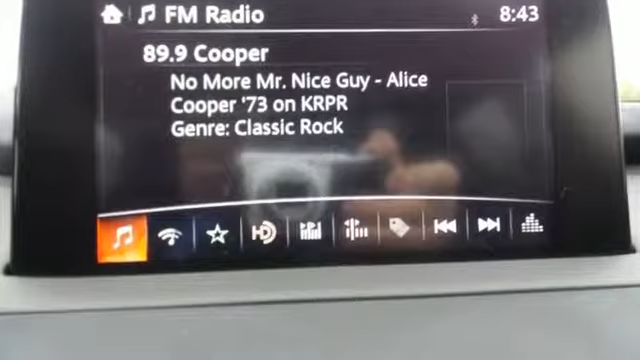 FM Radio 8:43
89.9 Cooper
No More Mr. Nice Guy - Alice
Cooper '73 on KRPR
Genre: Classic Rock
HD